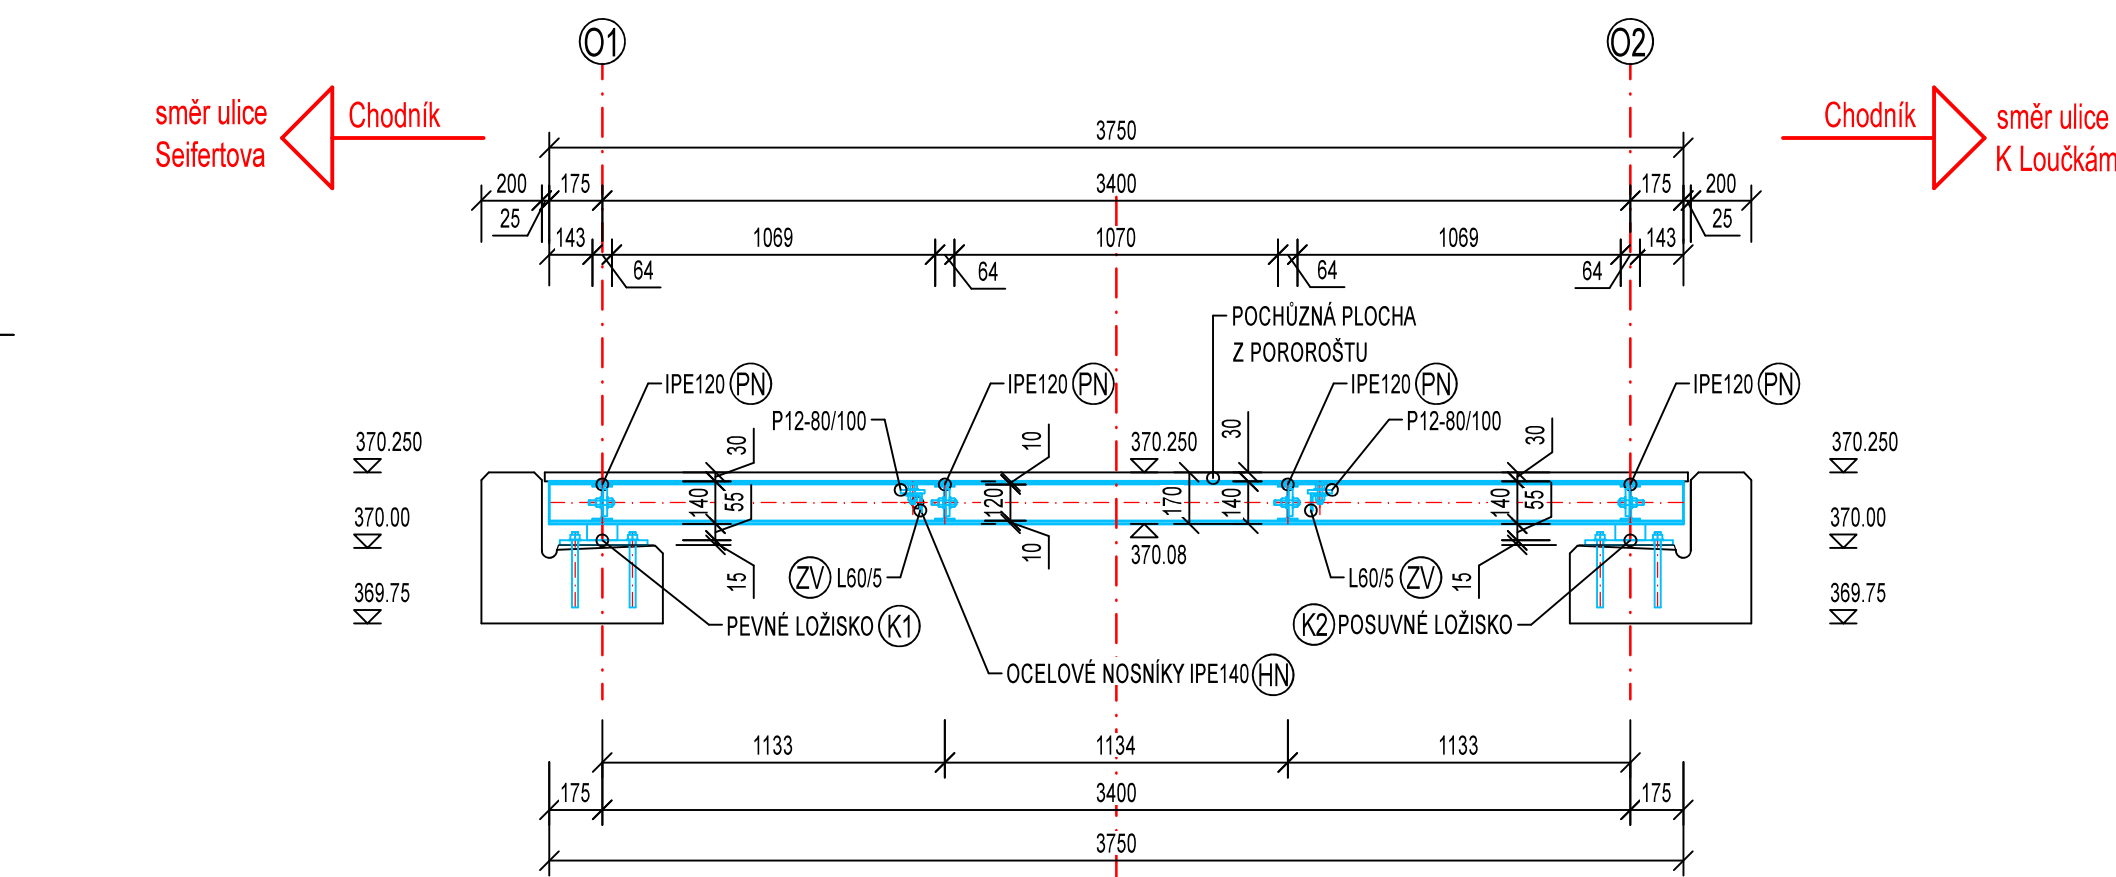 O1
O2
směr ulice
Seifertova
Chodník
Chodník
směr ulice
K Loučkám
3750
200
175
3400
175
200
25
25
143
1069
1070
1069
143
64
64
64
64
POCHŮZNÁ PLOCHA
Z POROROŠTU
IPE120 PN
IPE120 PN
IPE120 PN
IPE120 PN
P12-80/100
P12-80/100
370.250
370.250
370.250
30
10
30
30
140
55
120
170
140
140
55
370.00
370.00
10
370.08
15
15
ZV L60/5
L60/5 ZV
369.75
369.75
PEVNÉ LOŽISKO K1
K2 POSUVNÉ LOŽISKO
OCELOVÉ NOSNÍKY IPE140 HN
1133
1134
1133
175
3400
175
3750